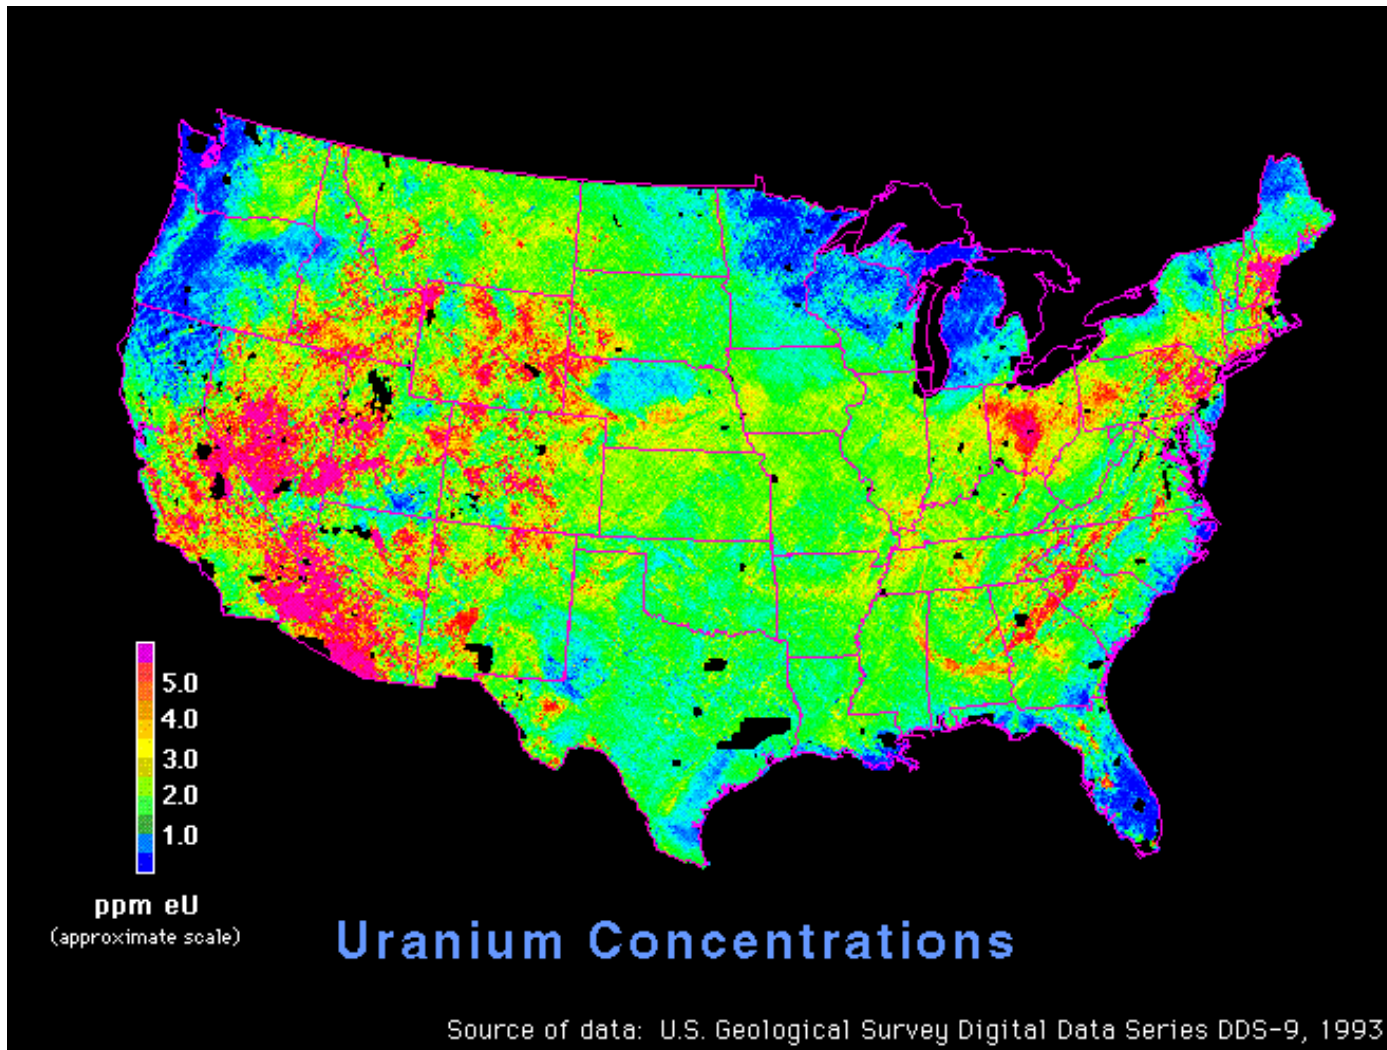 5.0
4.0
3.0
2.0
1.0
ppm eU
(approximate scale)
Uranium Concentrations
Source of data: U.S. Geological Survey Digital Data Series DDS-9, 1993